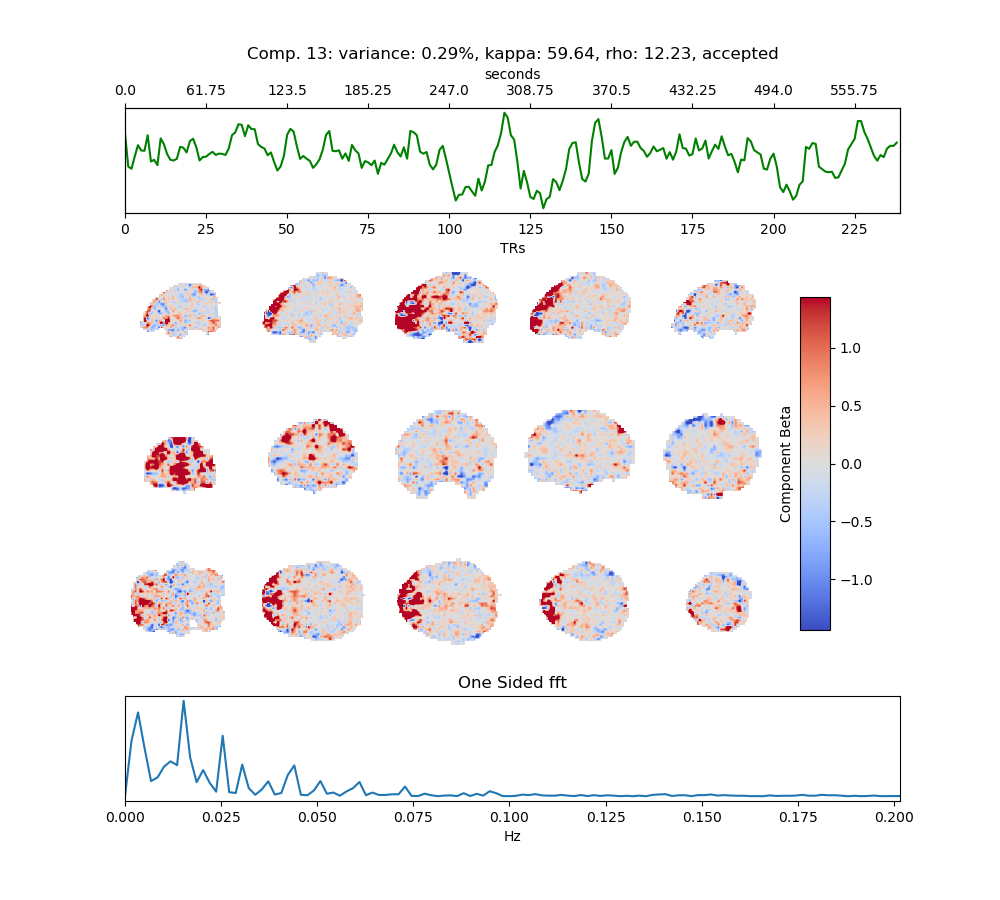 Comp. 13: variance: 0.29%, kappa: 59.64, rho: 12.23, accepted
seconds
0.0 61.75 123.5 185.25 247.0 308.75 370.5 432.25 494.0 555.75
0 25 50 75 100 125 150 175 200 225
TRs
1.0
0.5
0.0
−0.5
−1.0
Component Beta
One Sided fft
0.000 0.025 0.050 0.075 0.100 0.125 0.150 0.175 0.200
Hz